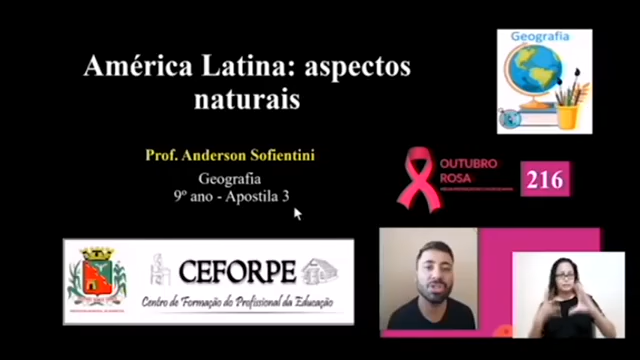 Geografia
América Latina: aspectos
naturais
Prof. Anderson Sofientini
Geografia
9º ano - Apostila 3
OUTUBRO
ROSA
216
CEFORPE
Centro de Formação do Profissional da Educação